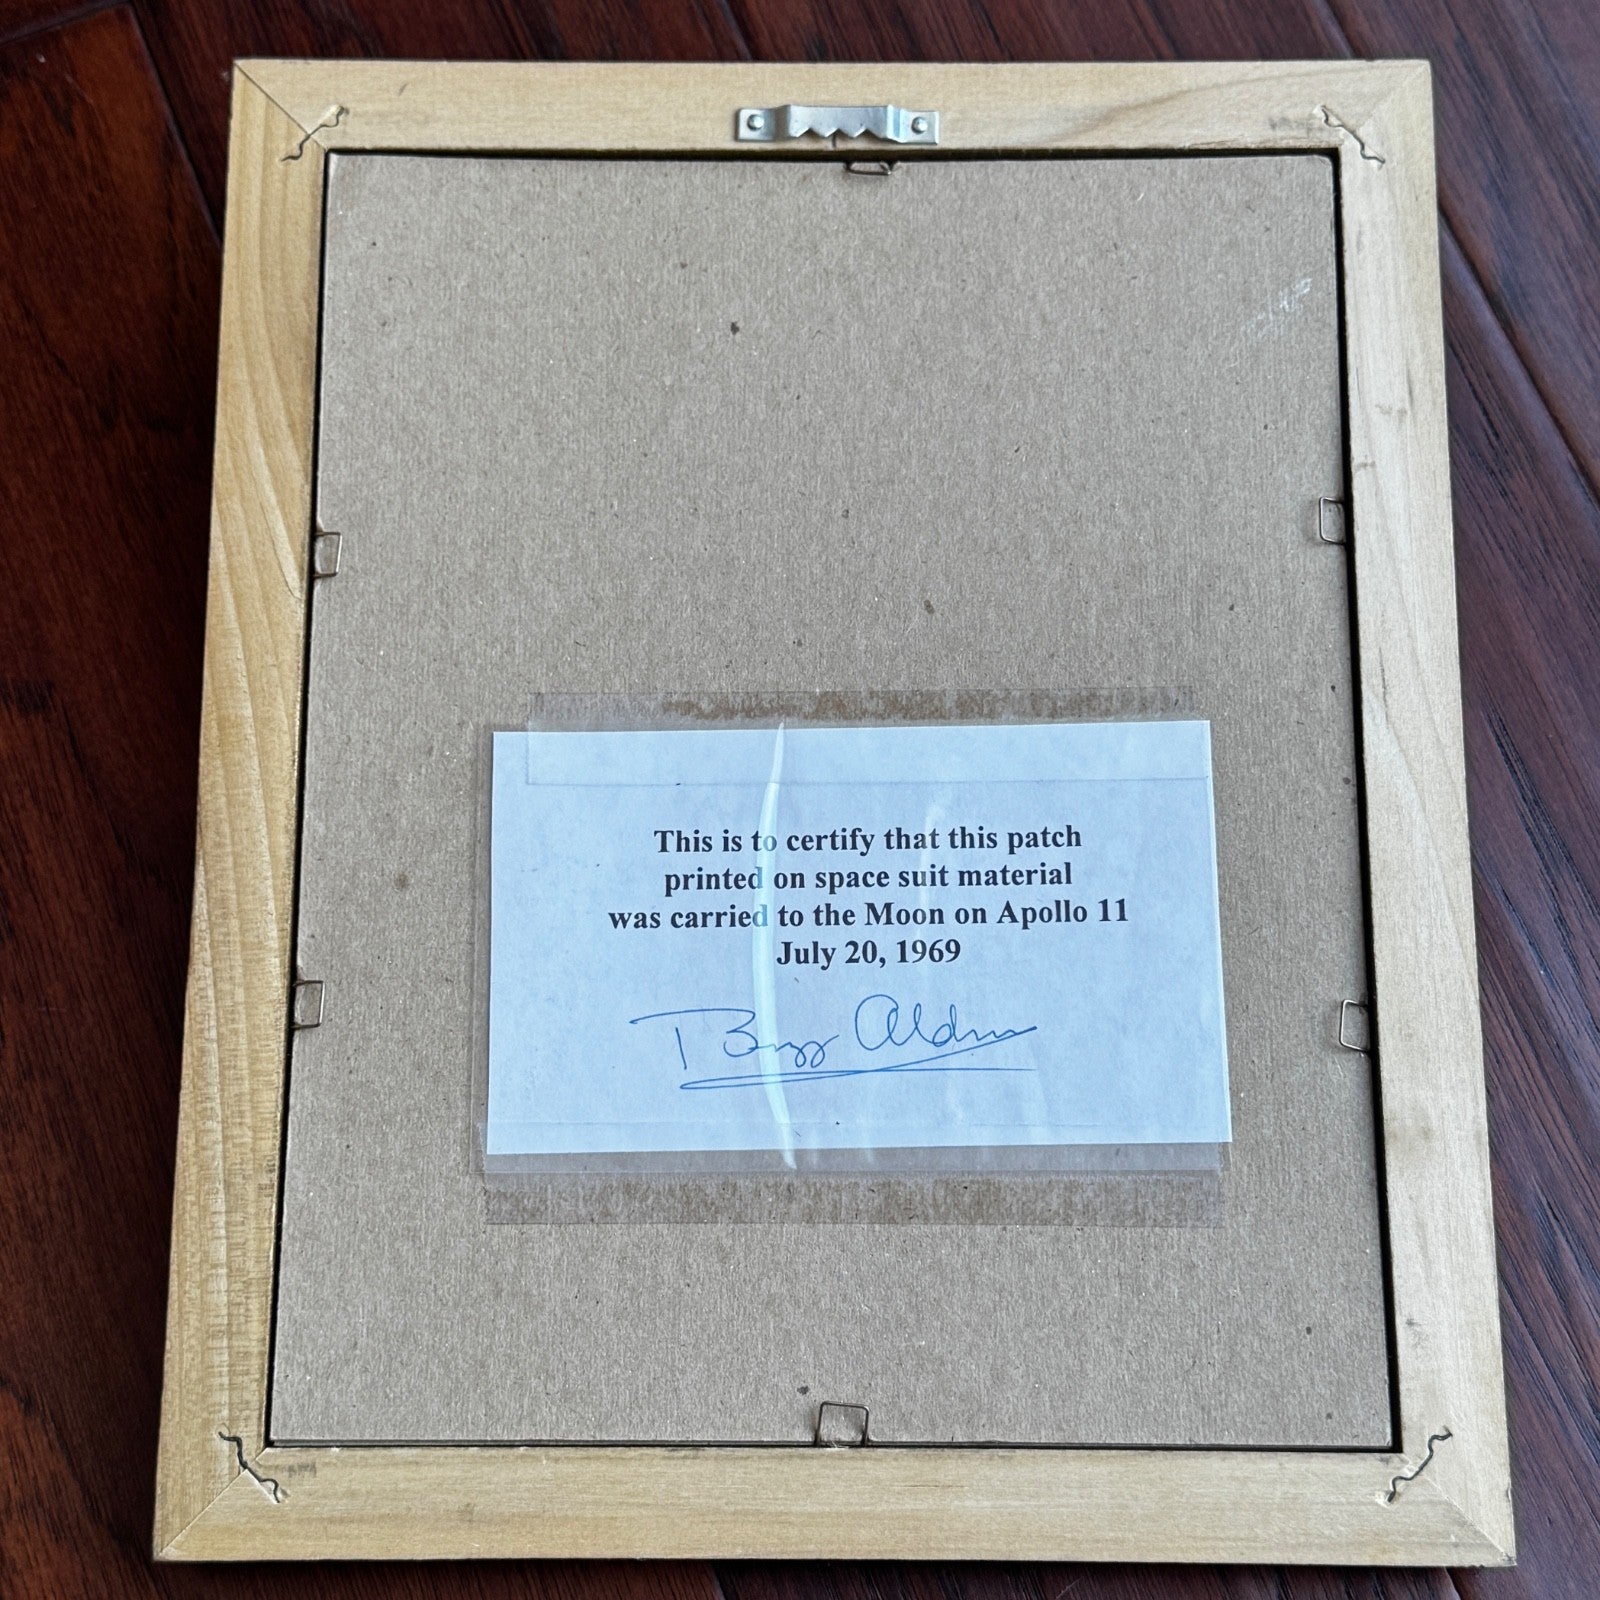 This is to certify that this patch
printed on space suit material
was carried to the Moon on Apollo 11
July 20, 1969
Buzz Aldrin